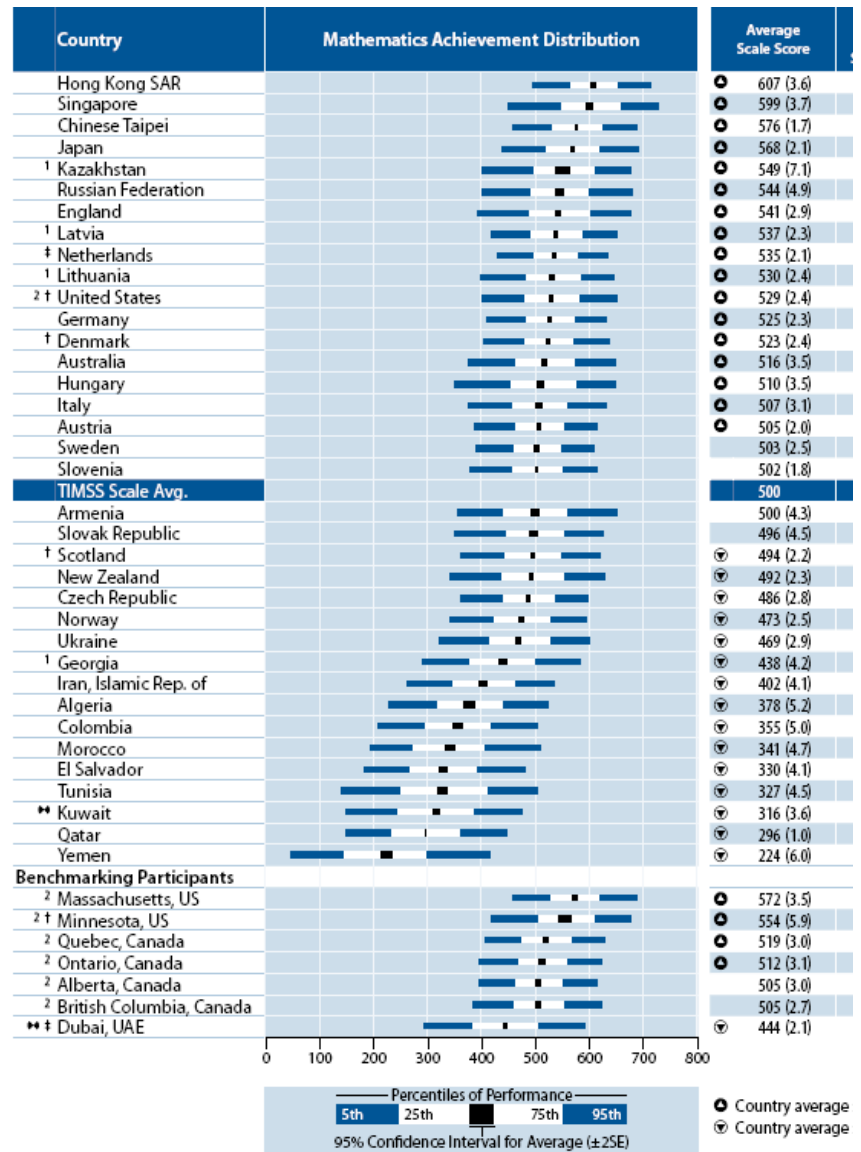 Country Mathematics Achievement Distribution Average Scale Score S
Hong Kong SAR 607 (3.6)
Singapore 599 (3.7)
Chinese Taipei 576 (1.7)
Japan 568 (2.1)
1 Kazakhstan 549 (7.1)
Russian Federation 544 (4.9)
England 541 (2.9)
1 Latvia 537 (2.3)
‡ Netherlands 535 (2.1)
1 Lithuania 530 (2.4)
2 † United States 529 (2.4)
Germany 525 (2.3)
† Denmark 523 (2.4)
Australia 516 (3.5)
Hungary 510 (3.5)
Italy 507 (3.1)
Austria 505 (2.0)
Sweden 503 (2.5)
Slovenia 502 (1.8)
TIMSS Scale Avg. 500
Armenia 500 (4.3)
Slovak Republic 496 (4.5)
† Scotland 494 (2.2)
New Zealand 492 (2.3)
Czech Republic 486 (2.8)
Norway 473 (2.5)
Ukraine 469 (2.9)
1 Georgia 438 (4.2)
Iran, Islamic Rep. of 402 (4.1)
Algeria 378 (5.2)
Colombia 355 (5.0)
Morocco 341 (4.7)
El Salvador 330 (4.1)
Tunisia 327 (4.5)
Kuwait 316 (3.6)
Qatar 296 (1.0)
Yemen 224 (6.0)
Benchmarking Participants
2 Massachusetts, US 572 (3.5)
2 † Minnesota, US 554 (5.9)
2 Quebec, Canada 519 (3.0)
2 Ontario, Canada 512 (3.1)
2 Alberta, Canada 505 (3.0)
2 British Columbia, Canada 505 (2.7)
‡ Dubai, UAE 444 (2.1)
0 100 200 300 400 500 600 700 800
Percentiles of Performance
5th 25th 75th 95th
95% Confidence Interval for Average (±2SE)
Country average
Country average